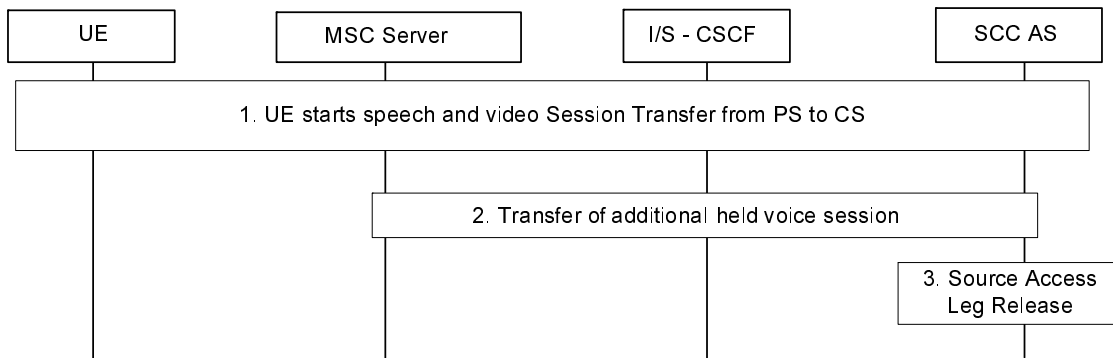 UE
MSC Server
I/S - CSCF
SCC AS
1. UE starts speech and video Session Transfer from PS to CS
2. Transfer of additional held voice session
3. Source Access
Leg Release